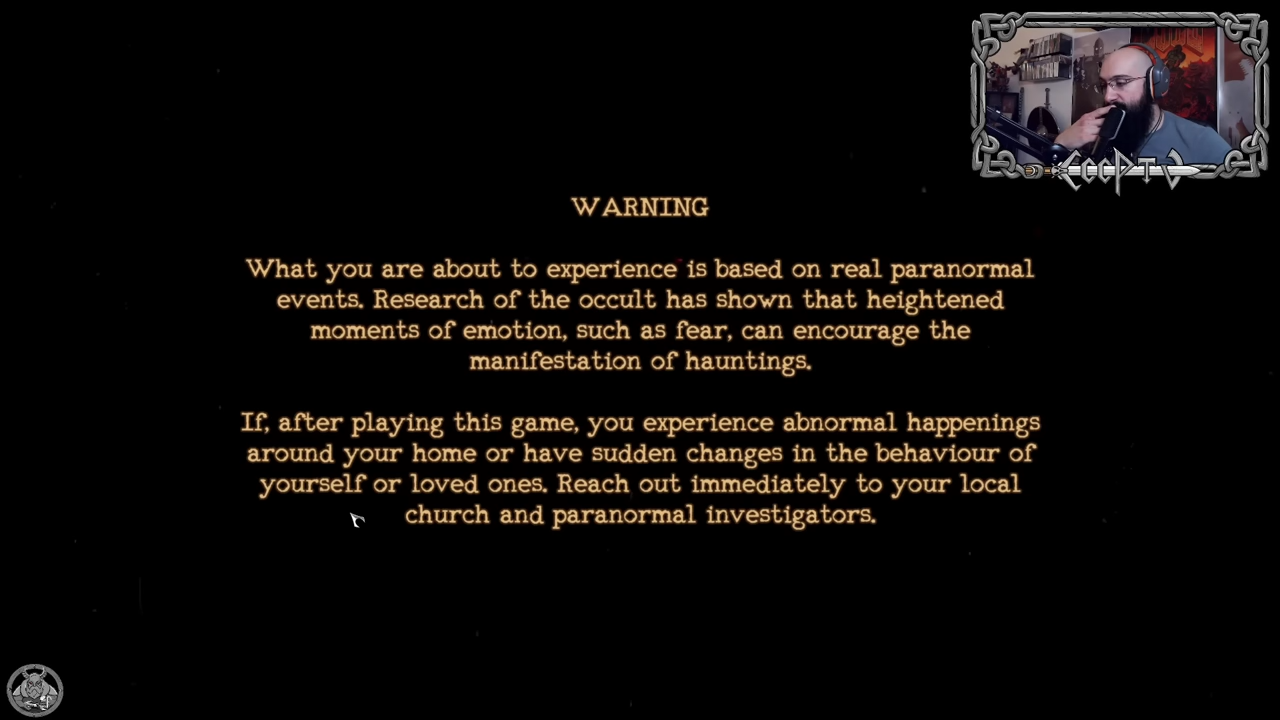 WARNING
What you are about to experience is based on real paranormal
events. Research of the occult has shown that heightened
moments of emotion, such as fear, can encourage the
manifestation of hauntings.
If, after playing this game, you experience abnormal happenings
around your home or have sudden changes in the behaviour of
yourself or loved ones. Reach out immediately to your local
church and paranormal investigators.